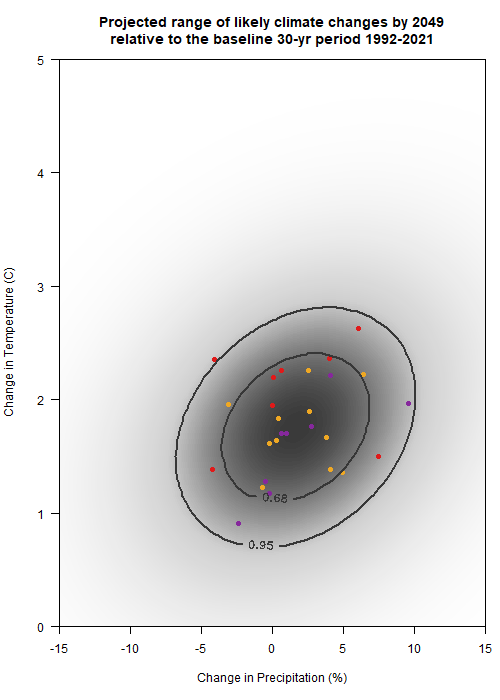 Projected range of likely climate changes by 2049
relative to the baseline 30-yr period 1992-2021
5
4
3
2
1
0
Change in Temperature (C)
0.68
0.95
-15 -10 -5 0 5 10 15
Change in Precipitation (%)